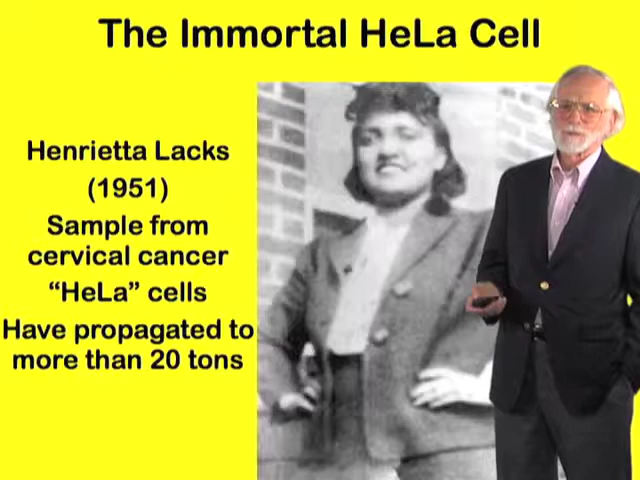 The Immortal HeLa Cell
Henrietta Lacks
(1951)
Sample from
cervical cancer
“HeLa” cells
Have propagated to
more than 20 tons